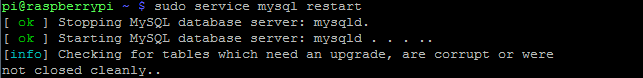 pi@raspberrypi ~ $ sudo service mysql restart
[ ok ] Stopping MySQL database server: mysqld.
[ ok ] Starting MySQL database server: mysqld . . . ..
[info] Checking for tables which need an upgrade, are corrupt or were
not closed cleanly..